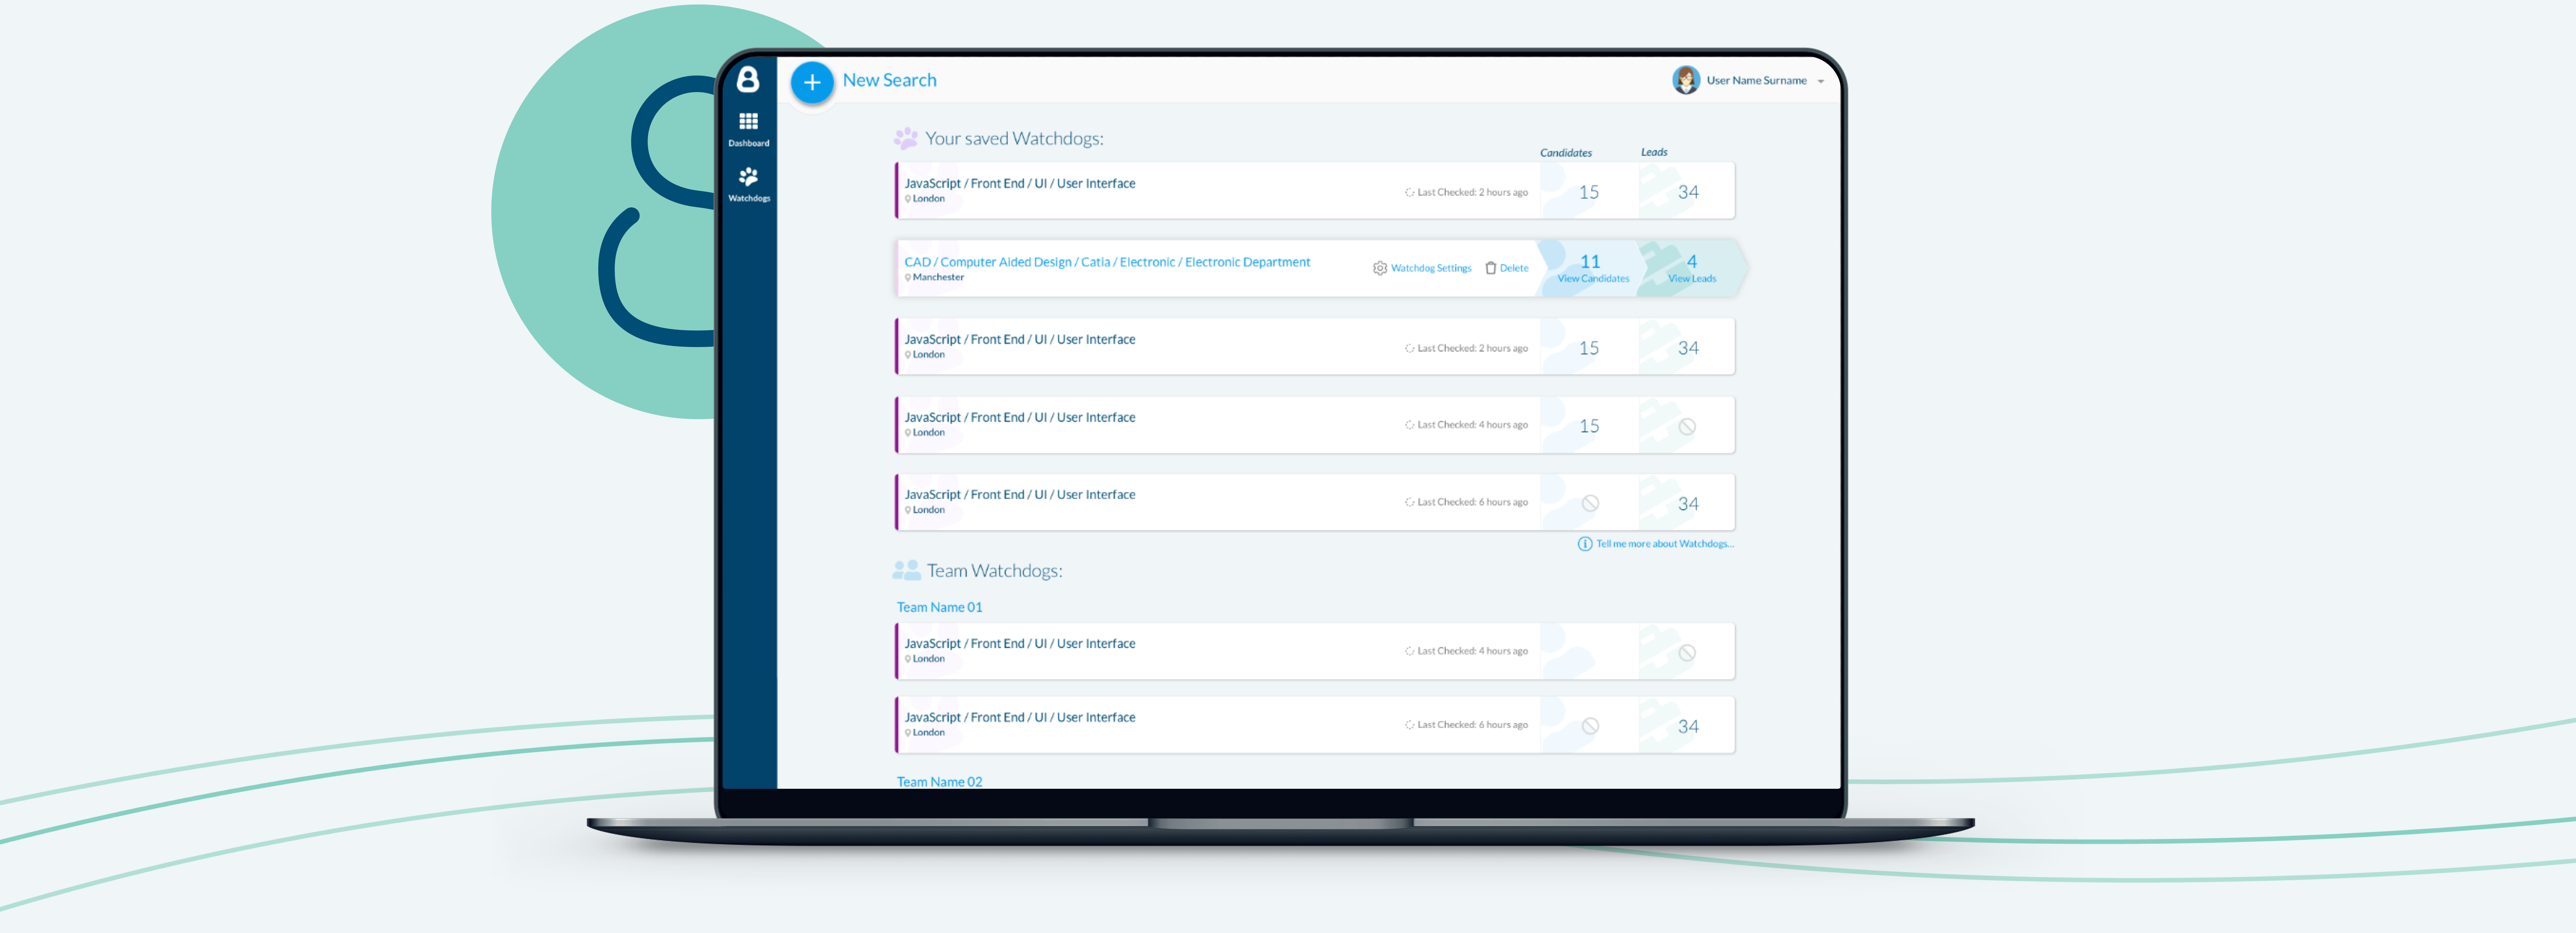 New Search
User Name Surname
Dashboard
Watchdogs
Your saved Watchdogs:
Candidates
Leads
JavaScript / Front End / UI / User Interface
London
Last Checked: 2 hours ago
15
34
CAD / Computer Aided Design / Catia / Electronic / Electronic Department
Manchester
Watchdog Settings
Delete
11
View Candidates
4
View Leads
JavaScript / Front End / UI / User Interface
London
Last Checked: 2 hours ago
15
34
JavaScript / Front End / UI / User Interface
London
Last Checked: 4 hours ago
15
JavaScript / Front End / UI / User Interface
London
Last Checked: 6 hours ago
34
Tell me more about Watchdogs...
Team Watchdogs:
Team Name 01
JavaScript / Front End / UI / User Interface
London
Last Checked: 4 hours ago
JavaScript / Front End / UI / User Interface
London
Last Checked: 6 hours ago
34
Team Name 02